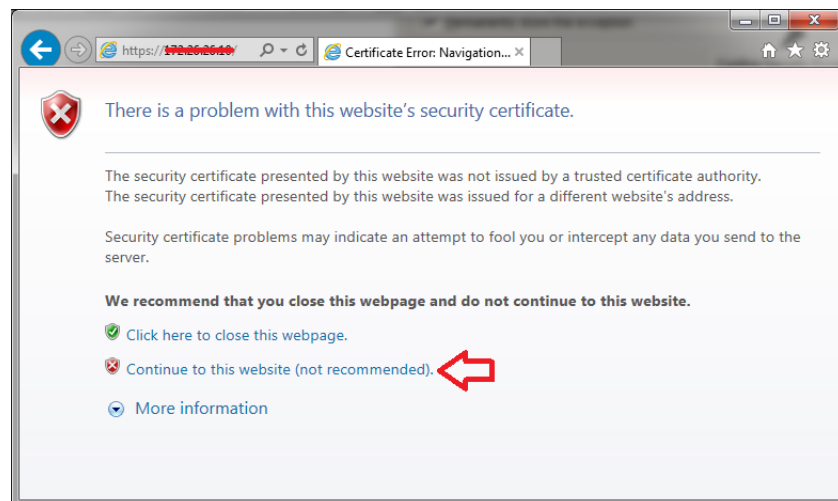 https://
Certificate Error: Navigation...
There is a problem with this website's security certificate.
The security certificate presented by this website was not issued by a trusted certificate authority.
The security certificate presented by this website was issued for a different website's address.
Security certificate problems may indicate an attempt to fool you or intercept any data you send to the
server.
We recommend that you close this webpage and do not continue to this website.
Click here to close this webpage.
Continue to this website (not recommended).
More information